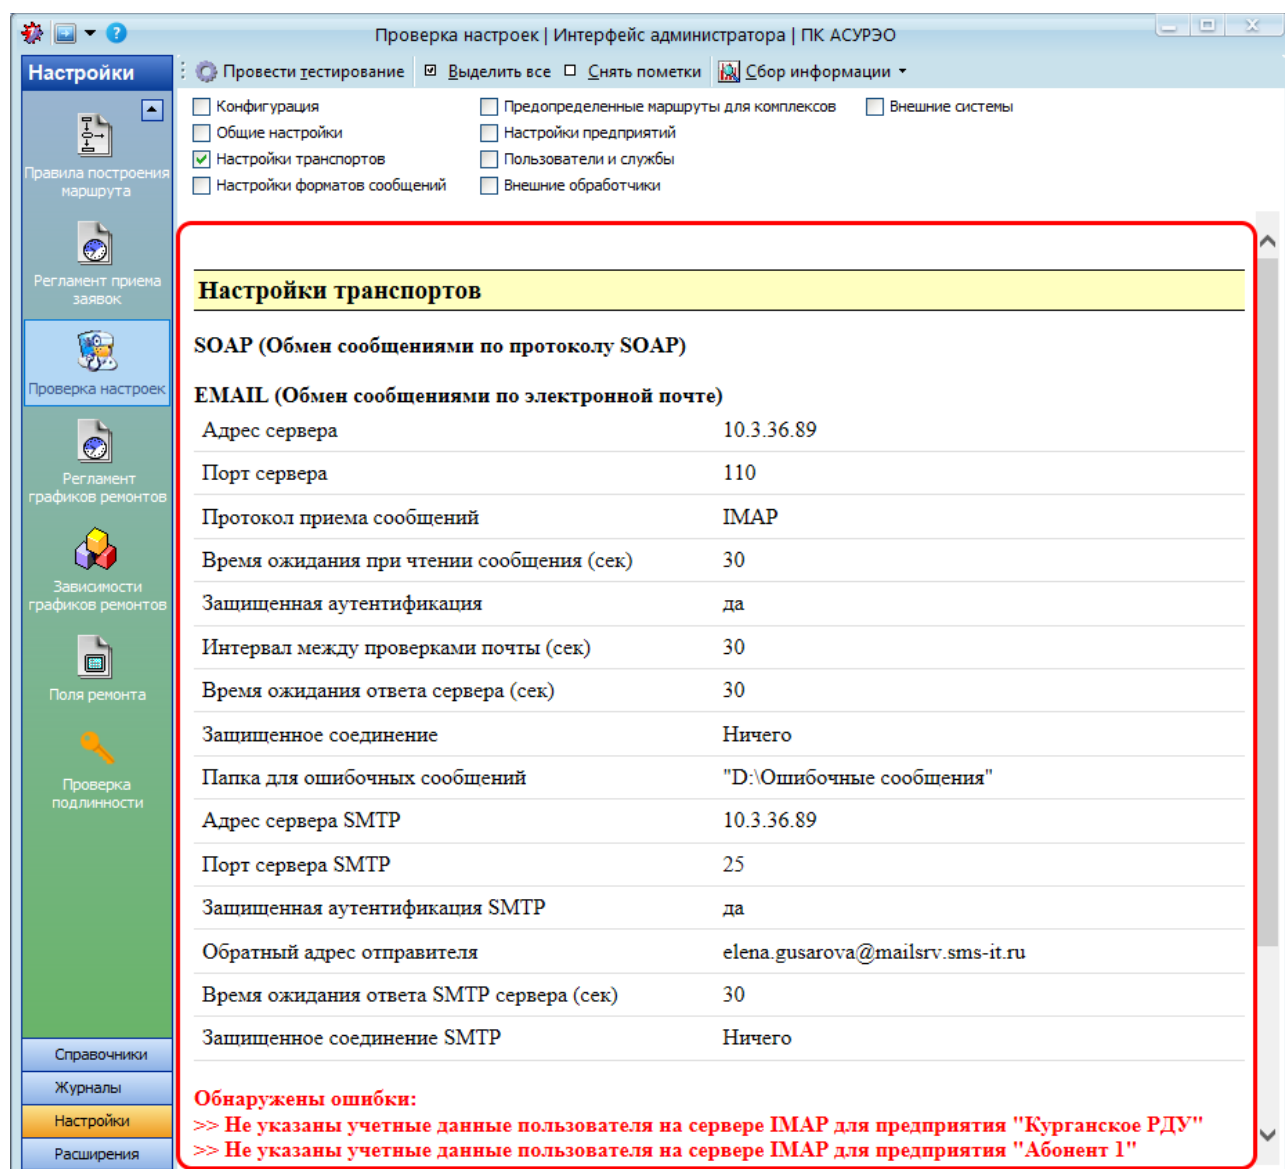 Проверка настроек | Интерфейс администратора | ПК АСУРЭО
Настройки
Провести тестирование Выделить все Снять пометки Сбор информации
Конфигурация Предопределенные маршруты для комплексов Внешние системы
Общие настройки Настройки предприятий
Настройки транспортов Пользователи и службы
Настройки форматов сообщений Внешние обработчики
Правила построения
маршрута
Регламент приема
заявок
Проверка настроек
Регламент
графиков ремонтов
Зависимости
графиков ремонтов
Поля ремонта
Проверка
подлинности
Справочники
Журналы
Настройки
Расширения
Настройки транспортов
SOAP (Обмен сообщениями по протоколу SOAP)
EMAIL (Обмен сообщениями по электронной почте)
Адрес сервера 10.3.36.89
Порт сервера 110
Протокол приема сообщений IMAP
Время ожидания при чтении сообщения (сек) 30
Защищенная аутентификация да
Интервал между проверками почты (сек) 30
Время ожидания ответа сервера (сек) 30
Защищенное соединение Ничего
Папка для ошибочных сообщений "D:\Ошибочные сообщения"
Адрес сервера SMTP 10.3.36.89
Порт сервера SMTP 25
Защищенная аутентификация SMTP да
Обратный адрес отправителя elena.gusarova@mailsrv.sms-it.ru
Время ожидания ответа SMTP сервера (сек) 30
Защищенное соединение SMTP Ничего
Обнаружены ошибки:
>> Не указаны учетные данные пользователя на сервере IMAP для предприятия "Курганское РДУ"
>> Не указаны учетные данные пользователя на сервере IMAP для предприятия "Абонент 1"